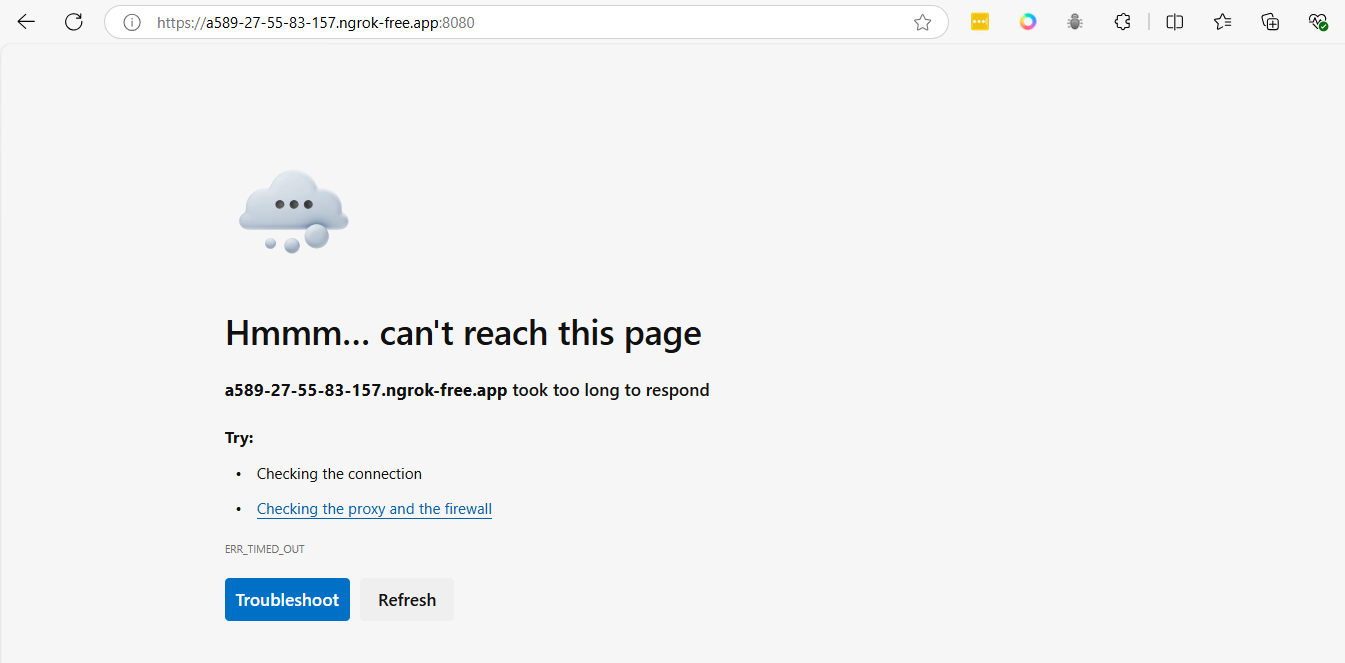 https://a589-27-55-83-157.ngrok-free.app:8080
Hmmm... can't reach this page
a589-27-55-83-157.ngrok-free.app took too long to respond
Try:
• Checking the connection
• Checking the proxy and the firewall
ERR_TIMED_OUT
Troubleshoot Refresh